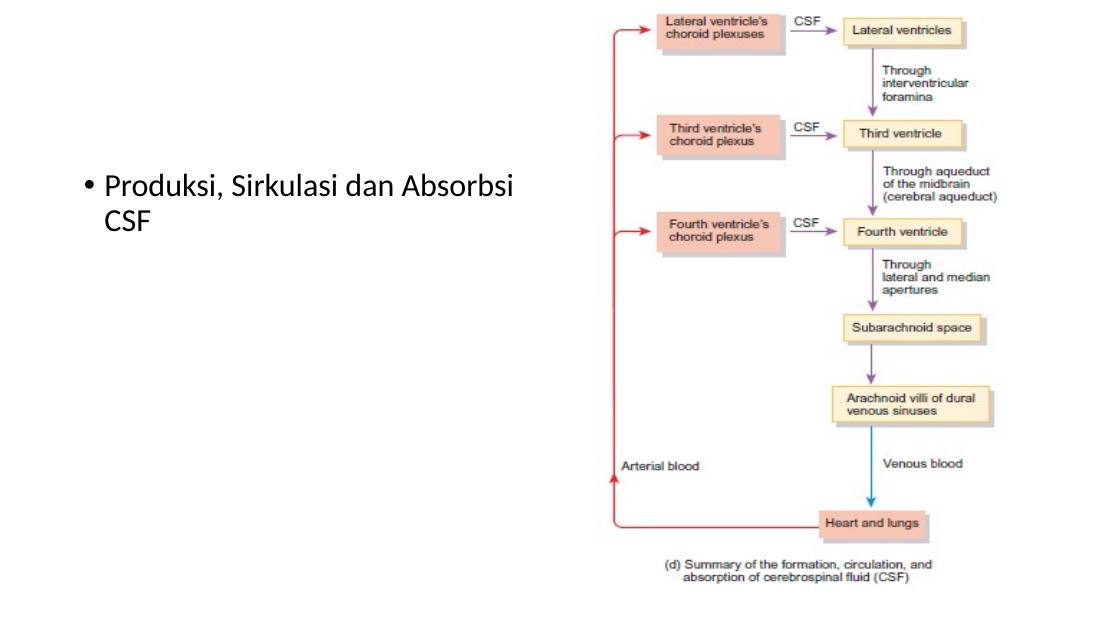 • Produksi, Sirkulasi dan Absorbsi
CSF
Lateral ventricle's
choroid plexuses
CSF
Lateral ventricles
Through
interventricular
foramina
Third ventricle's
choroid plexus
CSF
Third ventricle
Through aqueduct
of the midbrain
(cerebral aqueduct)
Fourth ventricle's
choroid plexus
CSF
Fourth ventricle
Through
lateral and median
apertures
Subarachnoid space
Arachnoid villi of dural
venous sinuses
Arterial blood
Venous blood
Heart and lungs
(d) Summary of the formation, circulation, and
absorption of cerebrospinal fluid (CSF)